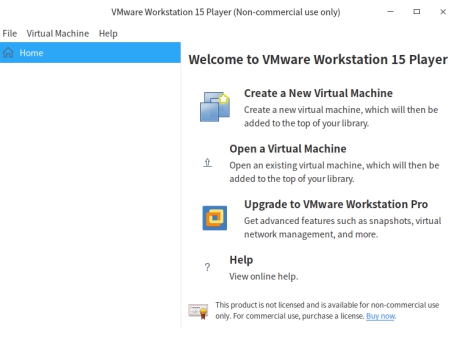 VMware Workstation 15 Player (Non-commercial use only)
File Virtual Machine Help
Home
Welcome to VMware Workstation 15 Player
Create a New Virtual Machine
Create a new virtual machine, which will then be
added to the top of your library.
Open a Virtual Machine
Open an existing virtual machine, which will then be
added to the top of your library.
Upgrade to VMware Workstation Pro
Get advanced features such as snapshots, virtual
network management, and more.
?
Help
View online help.
This product is not licensed and is available for non-commercial use
only. For commercial use, purchase a license. Buy now.